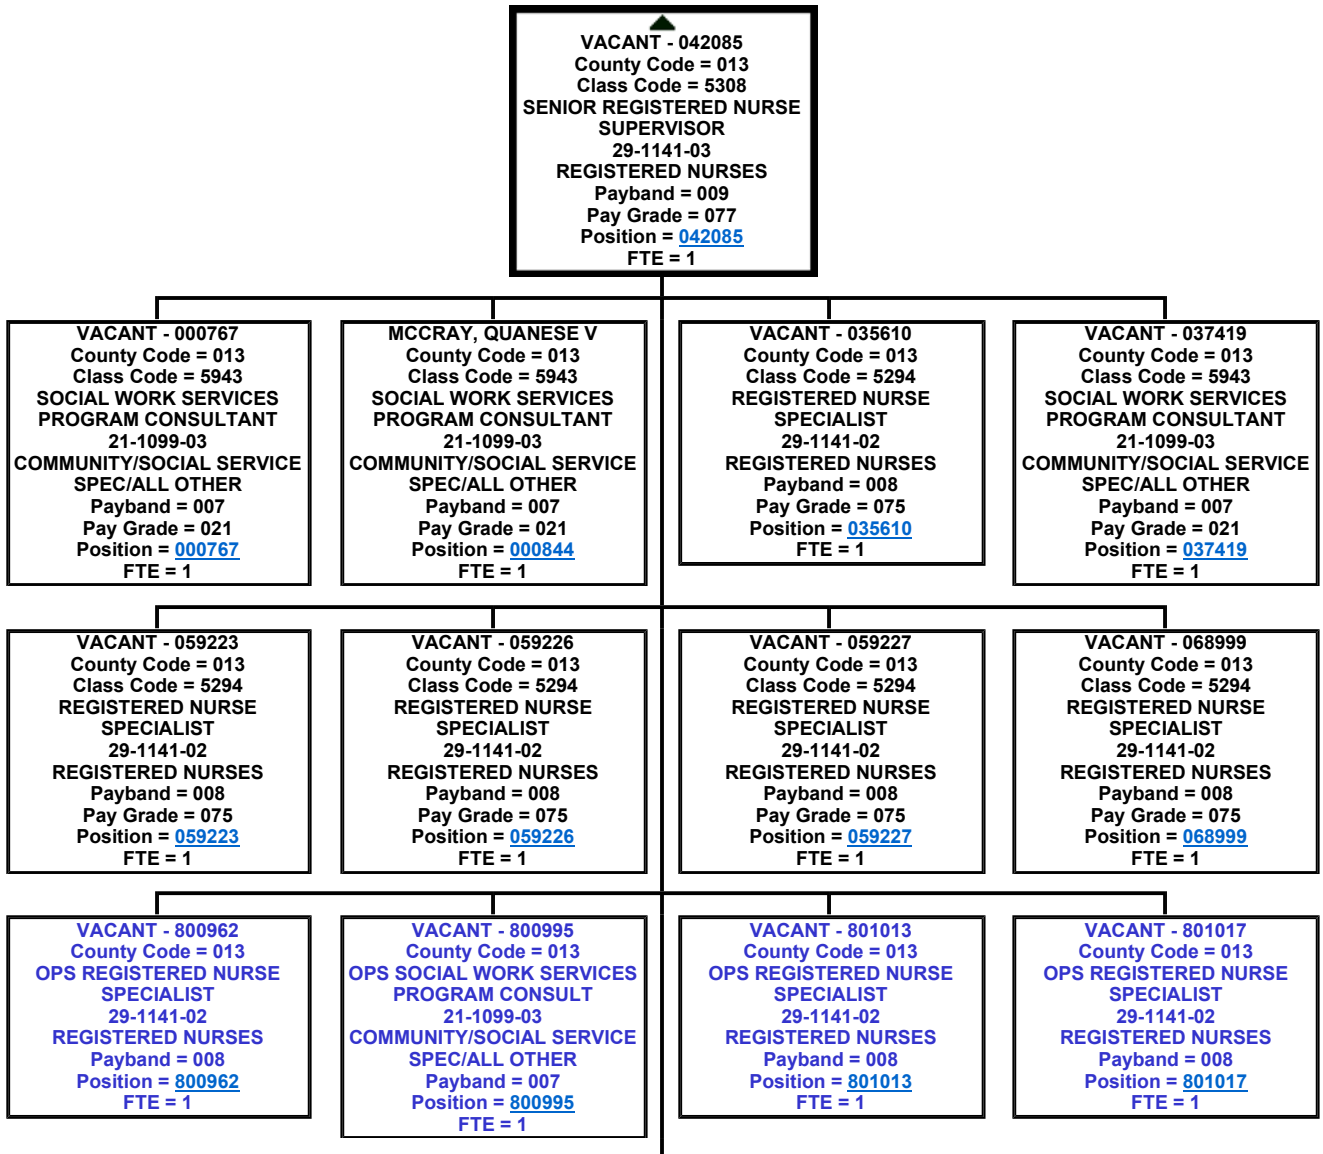 VACANT - 042085
County Code = 013
Class Code = 5308
SENIOR REGISTERED NURSE
SUPERVISOR
29-1141-03
REGISTERED NURSES
Payband = 009
Pay Grade = 077
Position = 042085
FTE = 1
VACANT - 000767
County Code = 013
Class Code = 5943
SOCIAL WORK SERVICES
PROGRAM CONSULTANT
21-1099-03
COMMUNITY/SOCIAL SERVICE
SPEC/ALL OTHER
Payband = 007
Pay Grade = 021
Position = 000767
FTE = 1
MCCRAY, QUANESE V
County Code = 013
Class Code = 5943
SOCIAL WORK SERVICES
PROGRAM CONSULTANT
21-1099-03
COMMUNITY/SOCIAL SERVICE
SPEC/ALL OTHER
Payband = 007
Pay Grade = 021
Position = 000844
FTE = 1
VACANT - 035610
County Code = 013
Class Code = 5294
REGISTERED NURSE
SPECIALIST
29-1141-02
REGISTERED NURSES
Payband = 008
Pay Grade = 075
Position = 035610
FTE = 1
VACANT - 037419
County Code = 013
Class Code = 5943
SOCIAL WORK SERVICES
PROGRAM CONSULTANT
21-1099-03
COMMUNITY/SOCIAL SERVICE
SPEC/ALL OTHER
Payband = 007
Pay Grade = 021
Position = 037419
FTE = 1
VACANT - 059223
County Code = 013
Class Code = 5294
REGISTERED NURSE
SPECIALIST
29-1141-02
REGISTERED NURSES
Payband = 008
Pay Grade = 075
Position = 059223
FTE = 1
VACANT - 059226
County Code = 013
Class Code = 5294
REGISTERED NURSE
SPECIALIST
29-1141-02
REGISTERED NURSES
Payband = 008
Pay Grade = 075
Position = 059226
FTE = 1
VACANT - 059227
County Code = 013
Class Code = 5294
REGISTERED NURSE
SPECIALIST
29-1141-02
REGISTERED NURSES
Payband = 008
Pay Grade = 075
Position = 059227
FTE = 1
VACANT - 068999
County Code = 013
Class Code = 5294
REGISTERED NURSE
SPECIALIST
29-1141-02
REGISTERED NURSES
Payband = 008
Pay Grade = 075
Position = 068999
FTE = 1
VACANT - 800962
County Code = 013
OPS REGISTERED NURSE
SPECIALIST
29-1141-02
REGISTERED NURSES
Payband = 008
Position = 800962
FTE = 1
VACANT - 800995
County Code = 013
OPS SOCIAL WORK SERVICES
PROGRAM CONSULT
21-1099-03
COMMUNITY/SOCIAL SERVICE
SPEC/ALL OTHER
Payband = 007
Position = 800995
FTE = 1
VACANT - 801013
County Code = 013
OPS REGISTERED NURSE
SPECIALIST
29-1141-02
REGISTERED NURSES
Payband = 008
Position = 801013
FTE = 1
VACANT - 801017
County Code = 013
OPS REGISTERED NURSE
SPECIALIST
29-1141-02
REGISTERED NURSES
Payband = 008
Position = 801017
FTE = 1